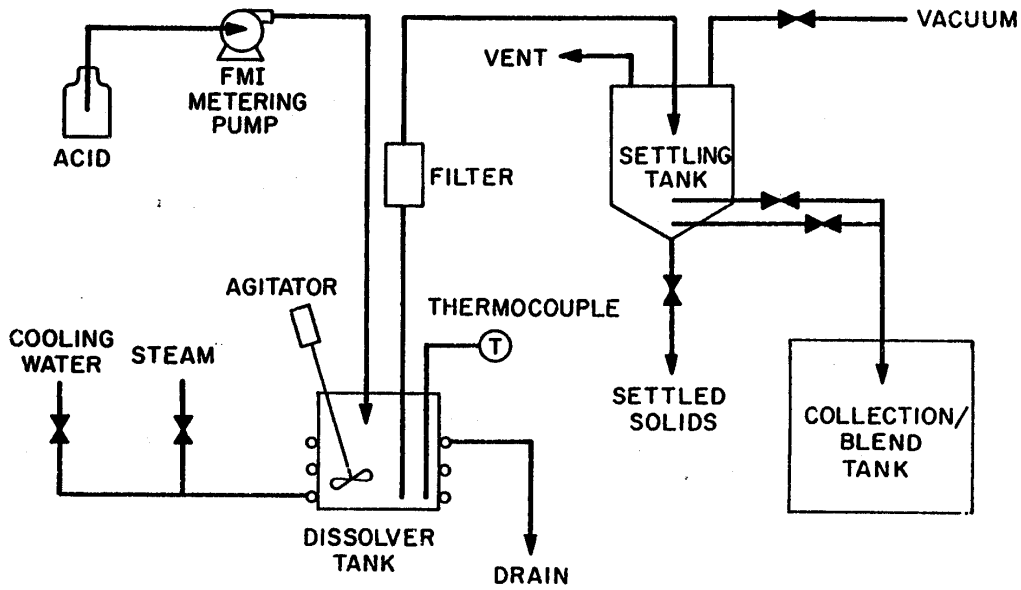 VACUUM
VENT
FMI
METERING
PUMP
ACID
SETTLING
TANK
FILTER
AGITATOR
THERMOCOUPLE
T
COOLING
WATER
STEAM
SETTLED
SOLIDS
COLLECTION/
BLEND
TANK
DISSOLVER
TANK
DRAIN